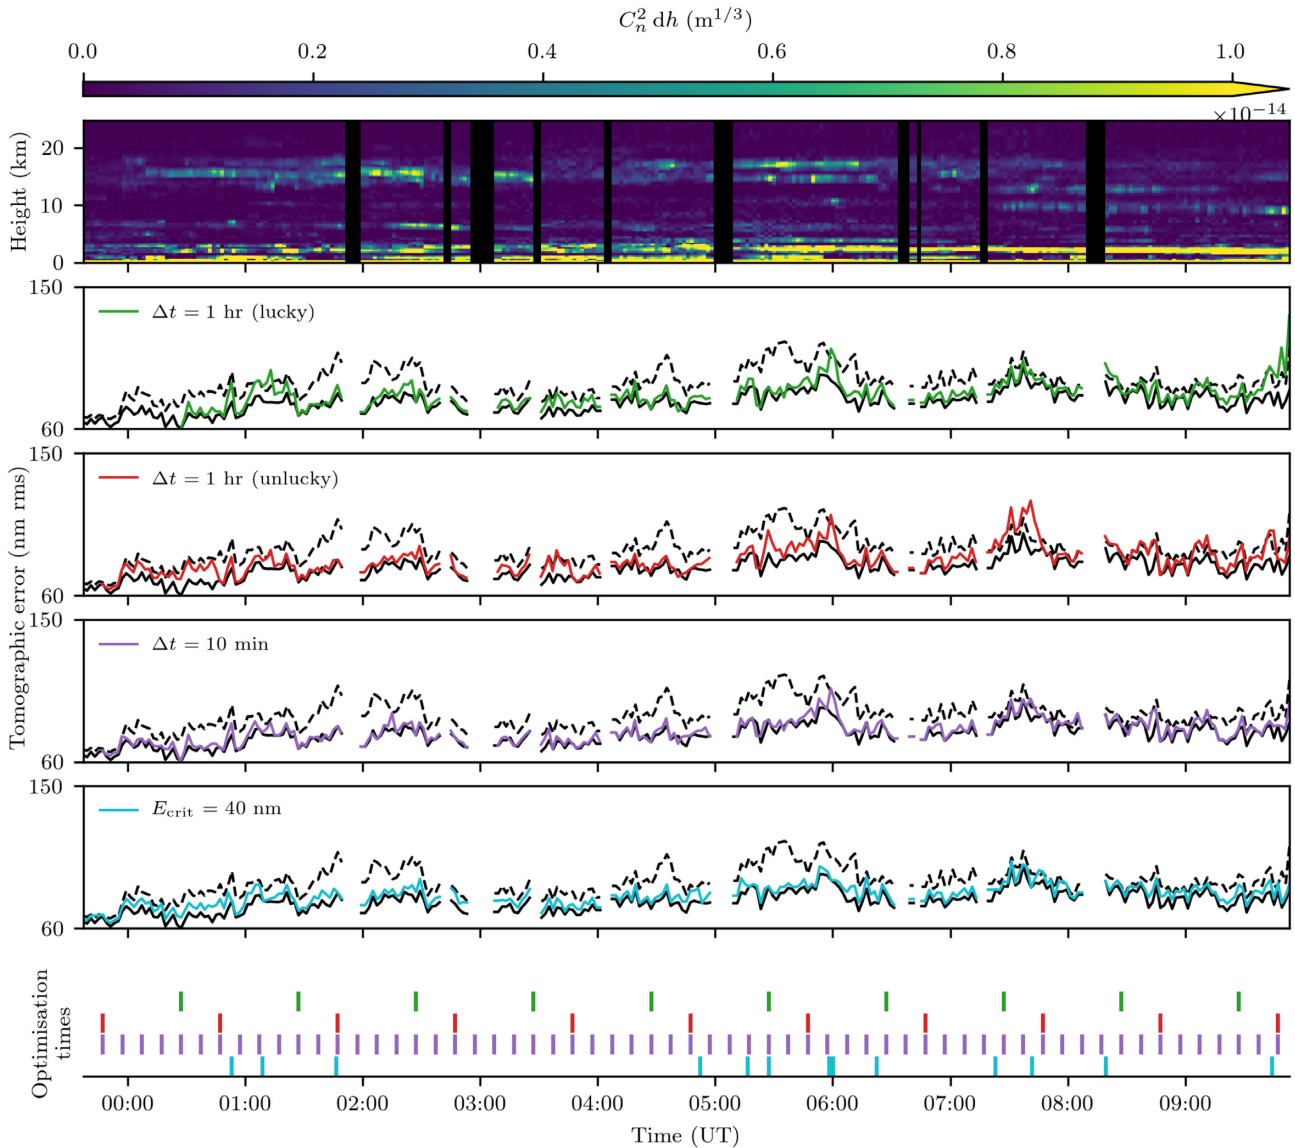 C_n^2 dh (m^{1/3})
0.0 0.2 0.4 0.6 0.8 1.0
×10^{−14}
Height (km)
20
10
0
Tomographic error (nm rms)
150
Δt = 1 hr (lucky)
60
150
Δt = 1 hr (unlucky)
60
150
Δt = 10 min
60
150
E_crit = 40 nm
60
Optimisation
times
00:00 01:00 02:00 03:00 04:00 05:00 06:00 07:00 08:00 09:00
Time (UT)